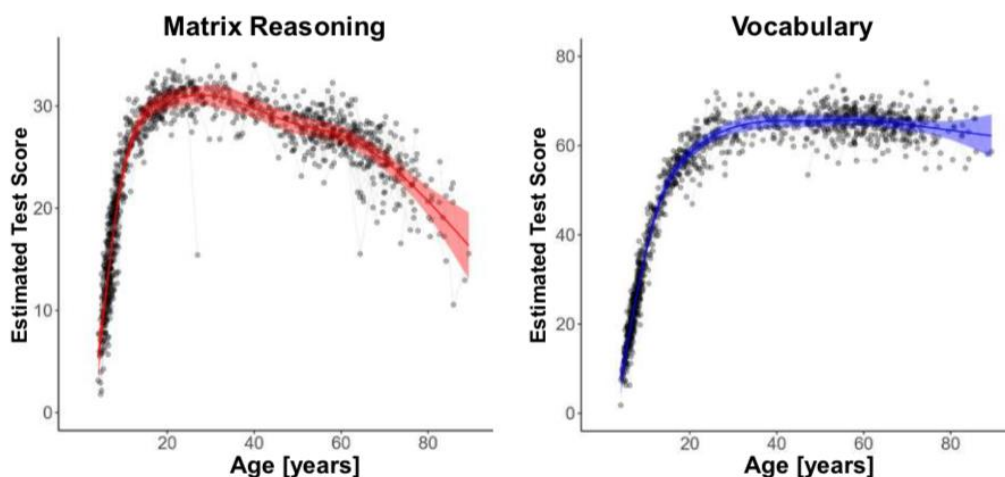 Matrix Reasoning
Estimated Test Score
30
20
10
0
20 40 60 80
Age [years]
Vocabulary
Estimated Test Score
80
60
40
20
0
20 40 60 80
Age [years]